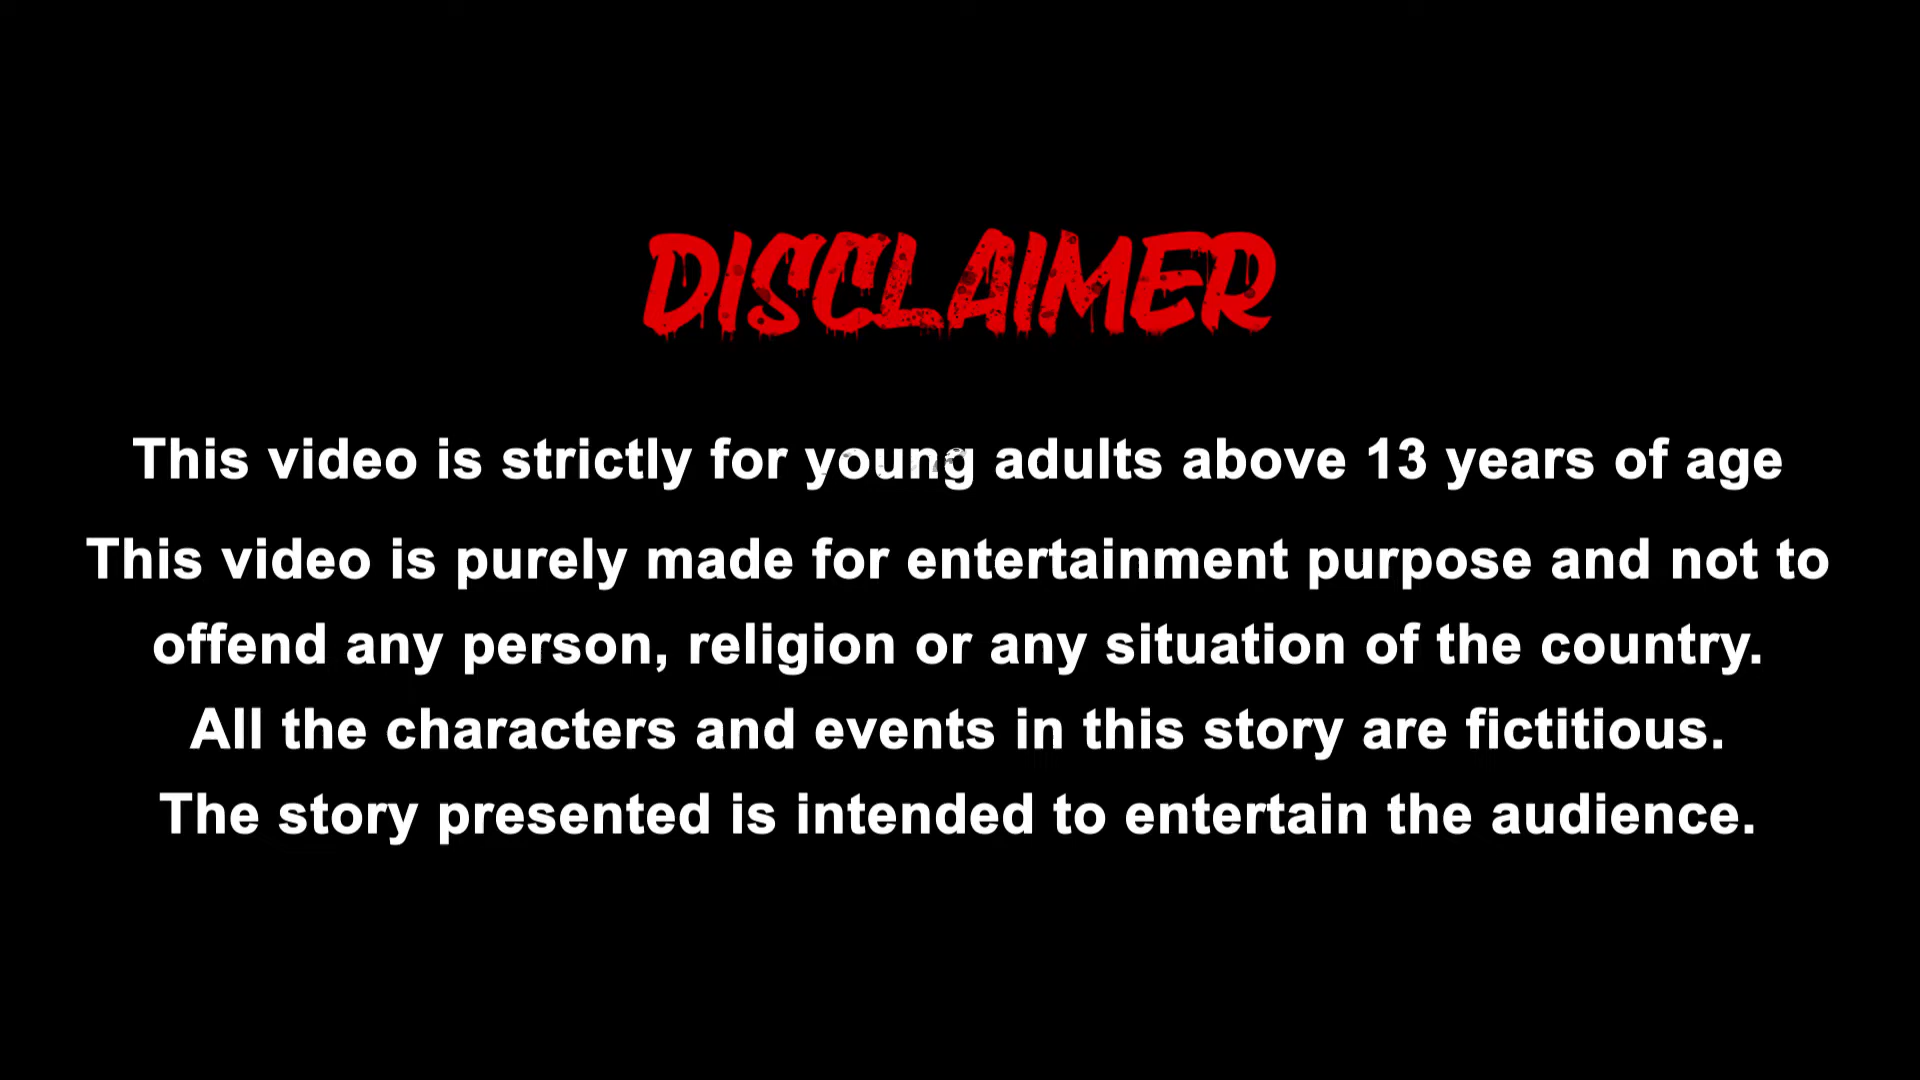 DISCLAIMER
This video is strictly for young adults above 13 years of age
This video is purely made for entertainment purpose and not to
offend any person, religion or any situation of the country.
All the characters and events in this story are fictitious.
The story presented is intended to entertain the audience.